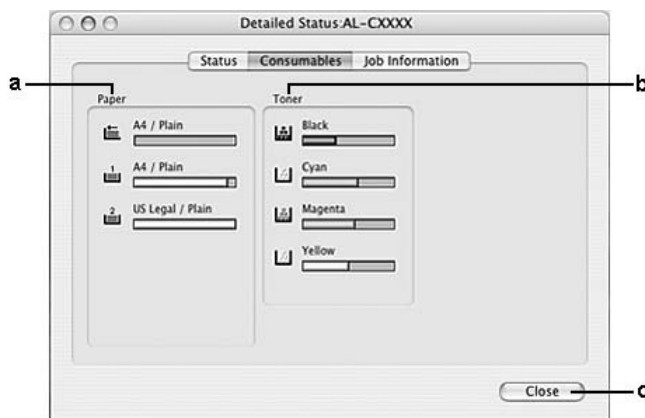 Detailed Status:AL-CXXXX
Status Consumables Job Information
a
b
Paper
Toner
A4 / Plain
Black
1
A4 / Plain
Cyan
2
US Legal / Plain
Magenta
Yellow
Close